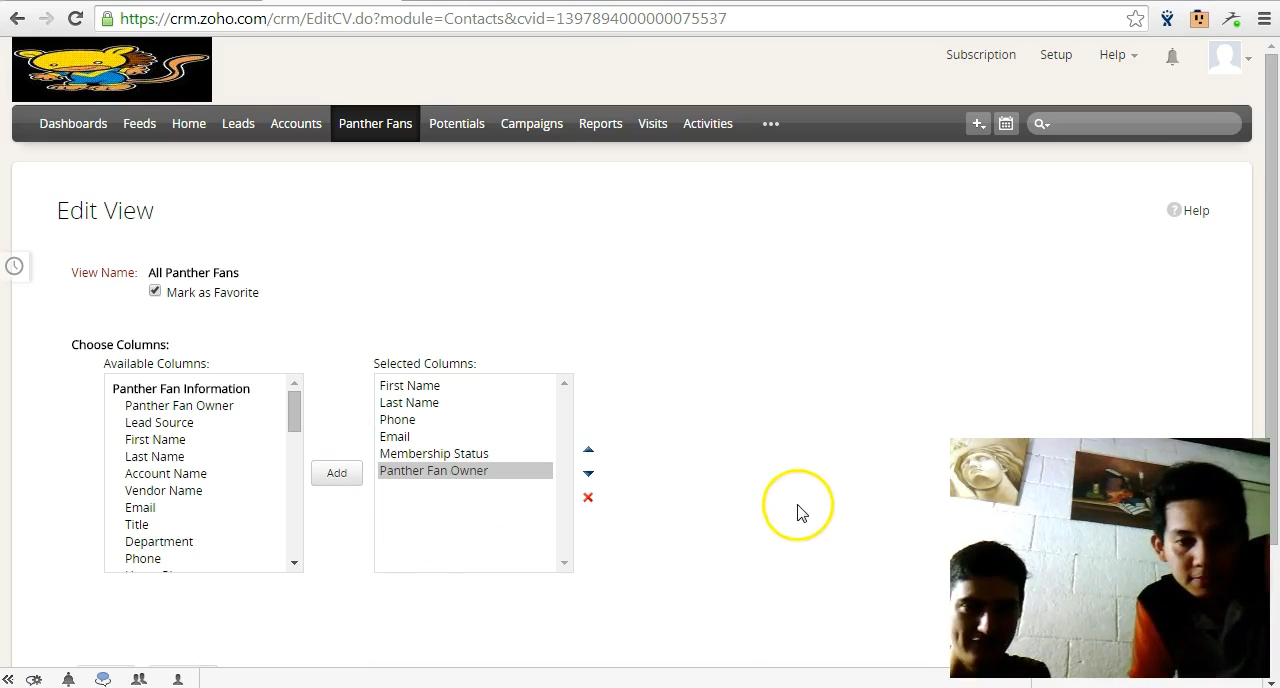 https://crm.zoho.com/crm/EditCV.do?module=Contacts&cvid=1397894000000075537
Subscription Setup Help
Dashboards Feeds Home Leads Accounts Panther Fans Potentials Campaigns Reports Visits Activities
Edit View
Help
View Name: All Panther Fans
Mark as Favorite
Choose Columns:
Available Columns: Selected Columns:
Panther Fan Information
Panther Fan Owner
Lead Source
First Name
Last Name
Account Name
Vendor Name
Email
Title
Department
Phone
Add
First Name
Last Name
Phone
Email
Membership Status
Panther Fan Owner